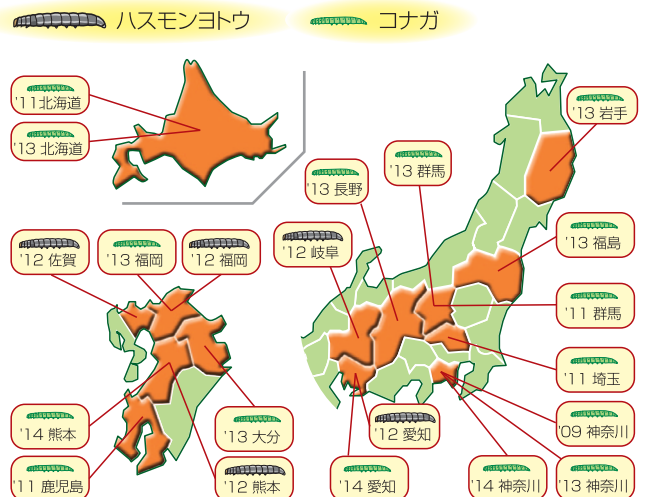 ハスモンヨトウ
コナガ
'11北海道
'13 北海道
'13 岩手
'13 群馬
'13 長野
'13 福島
'12 佐賀
'13 福岡
'12 福岡
'12 岐阜
'11 群馬
'11 埼玉
'14 熊本
'13 大分
'12 愛知
'09 神奈川
'11 鹿児島
'12 熊本
'14 愛知
'14 神奈川
'13 神奈川